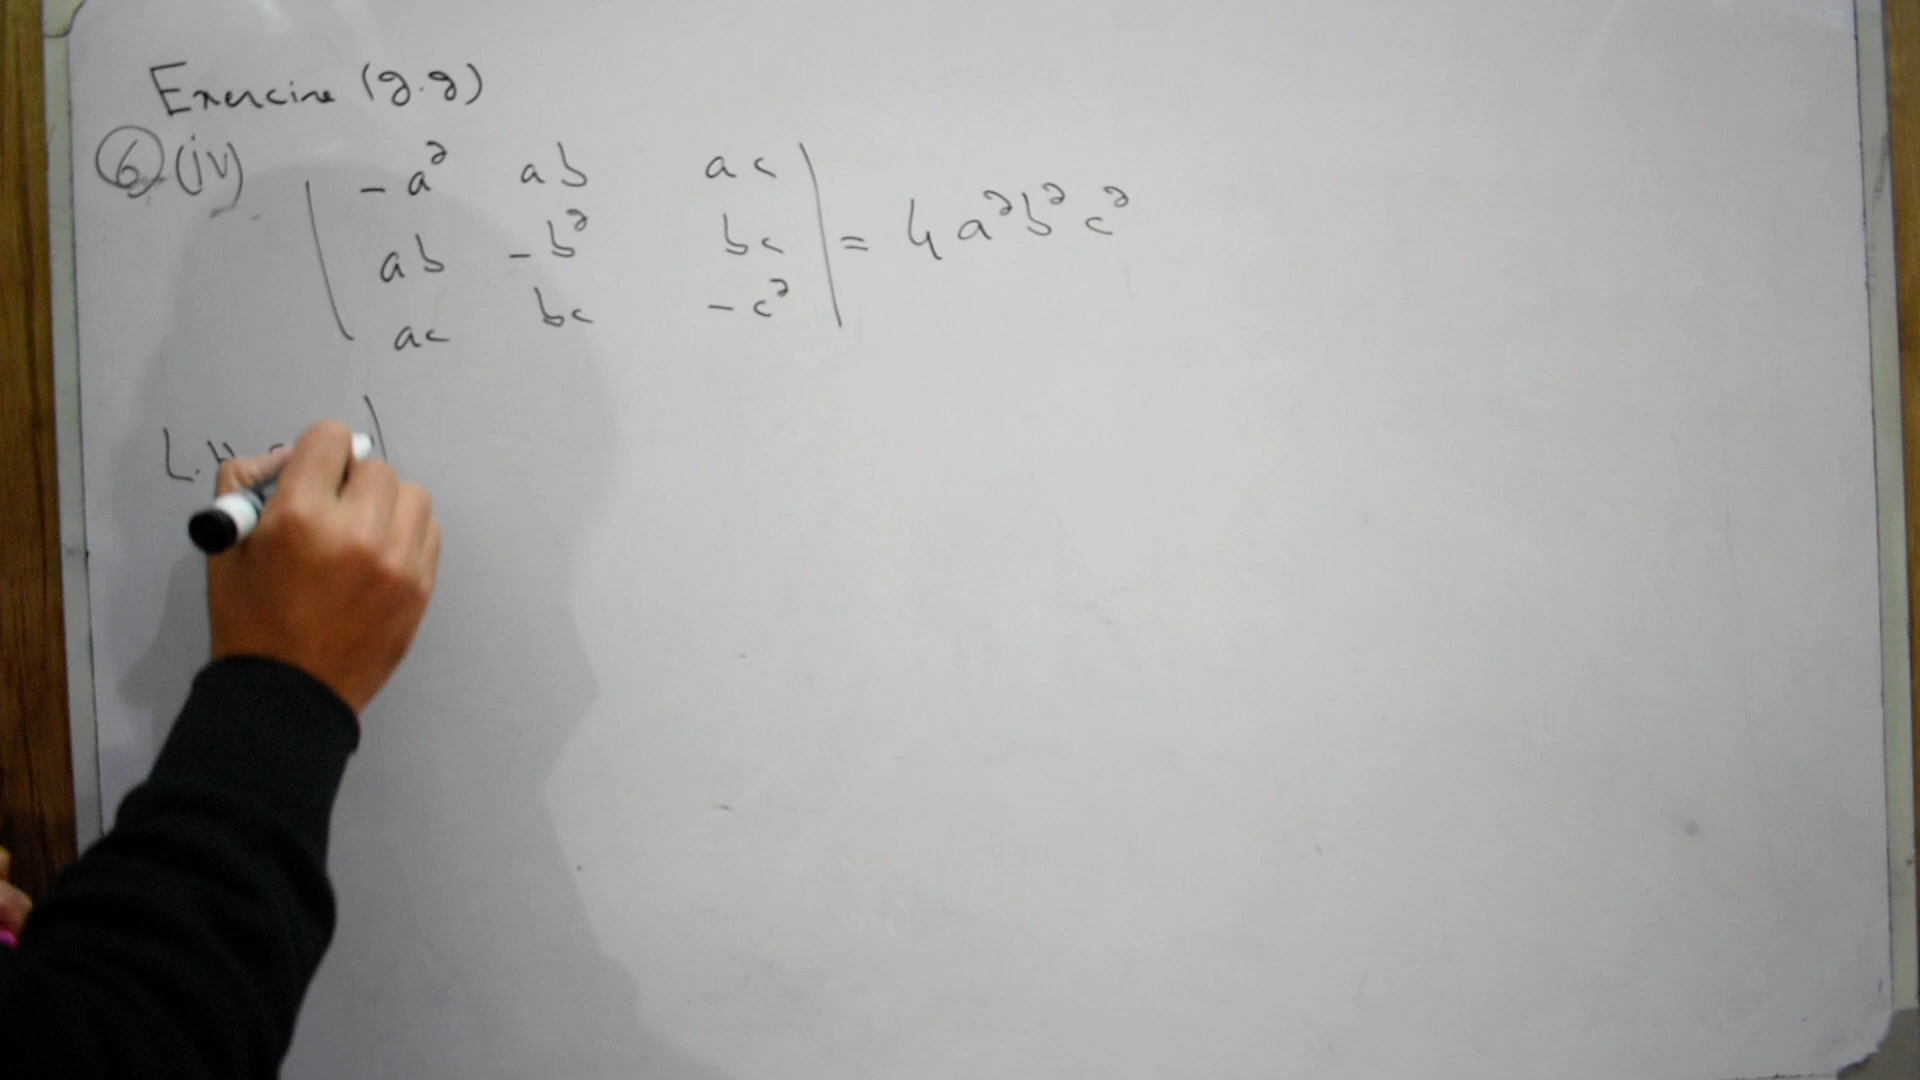 Exercise (2.2)
6 (iv)
| -a² ab ac |
| ab -b² bc | = 4a²b²c²
| ac bc -c² |
L.H